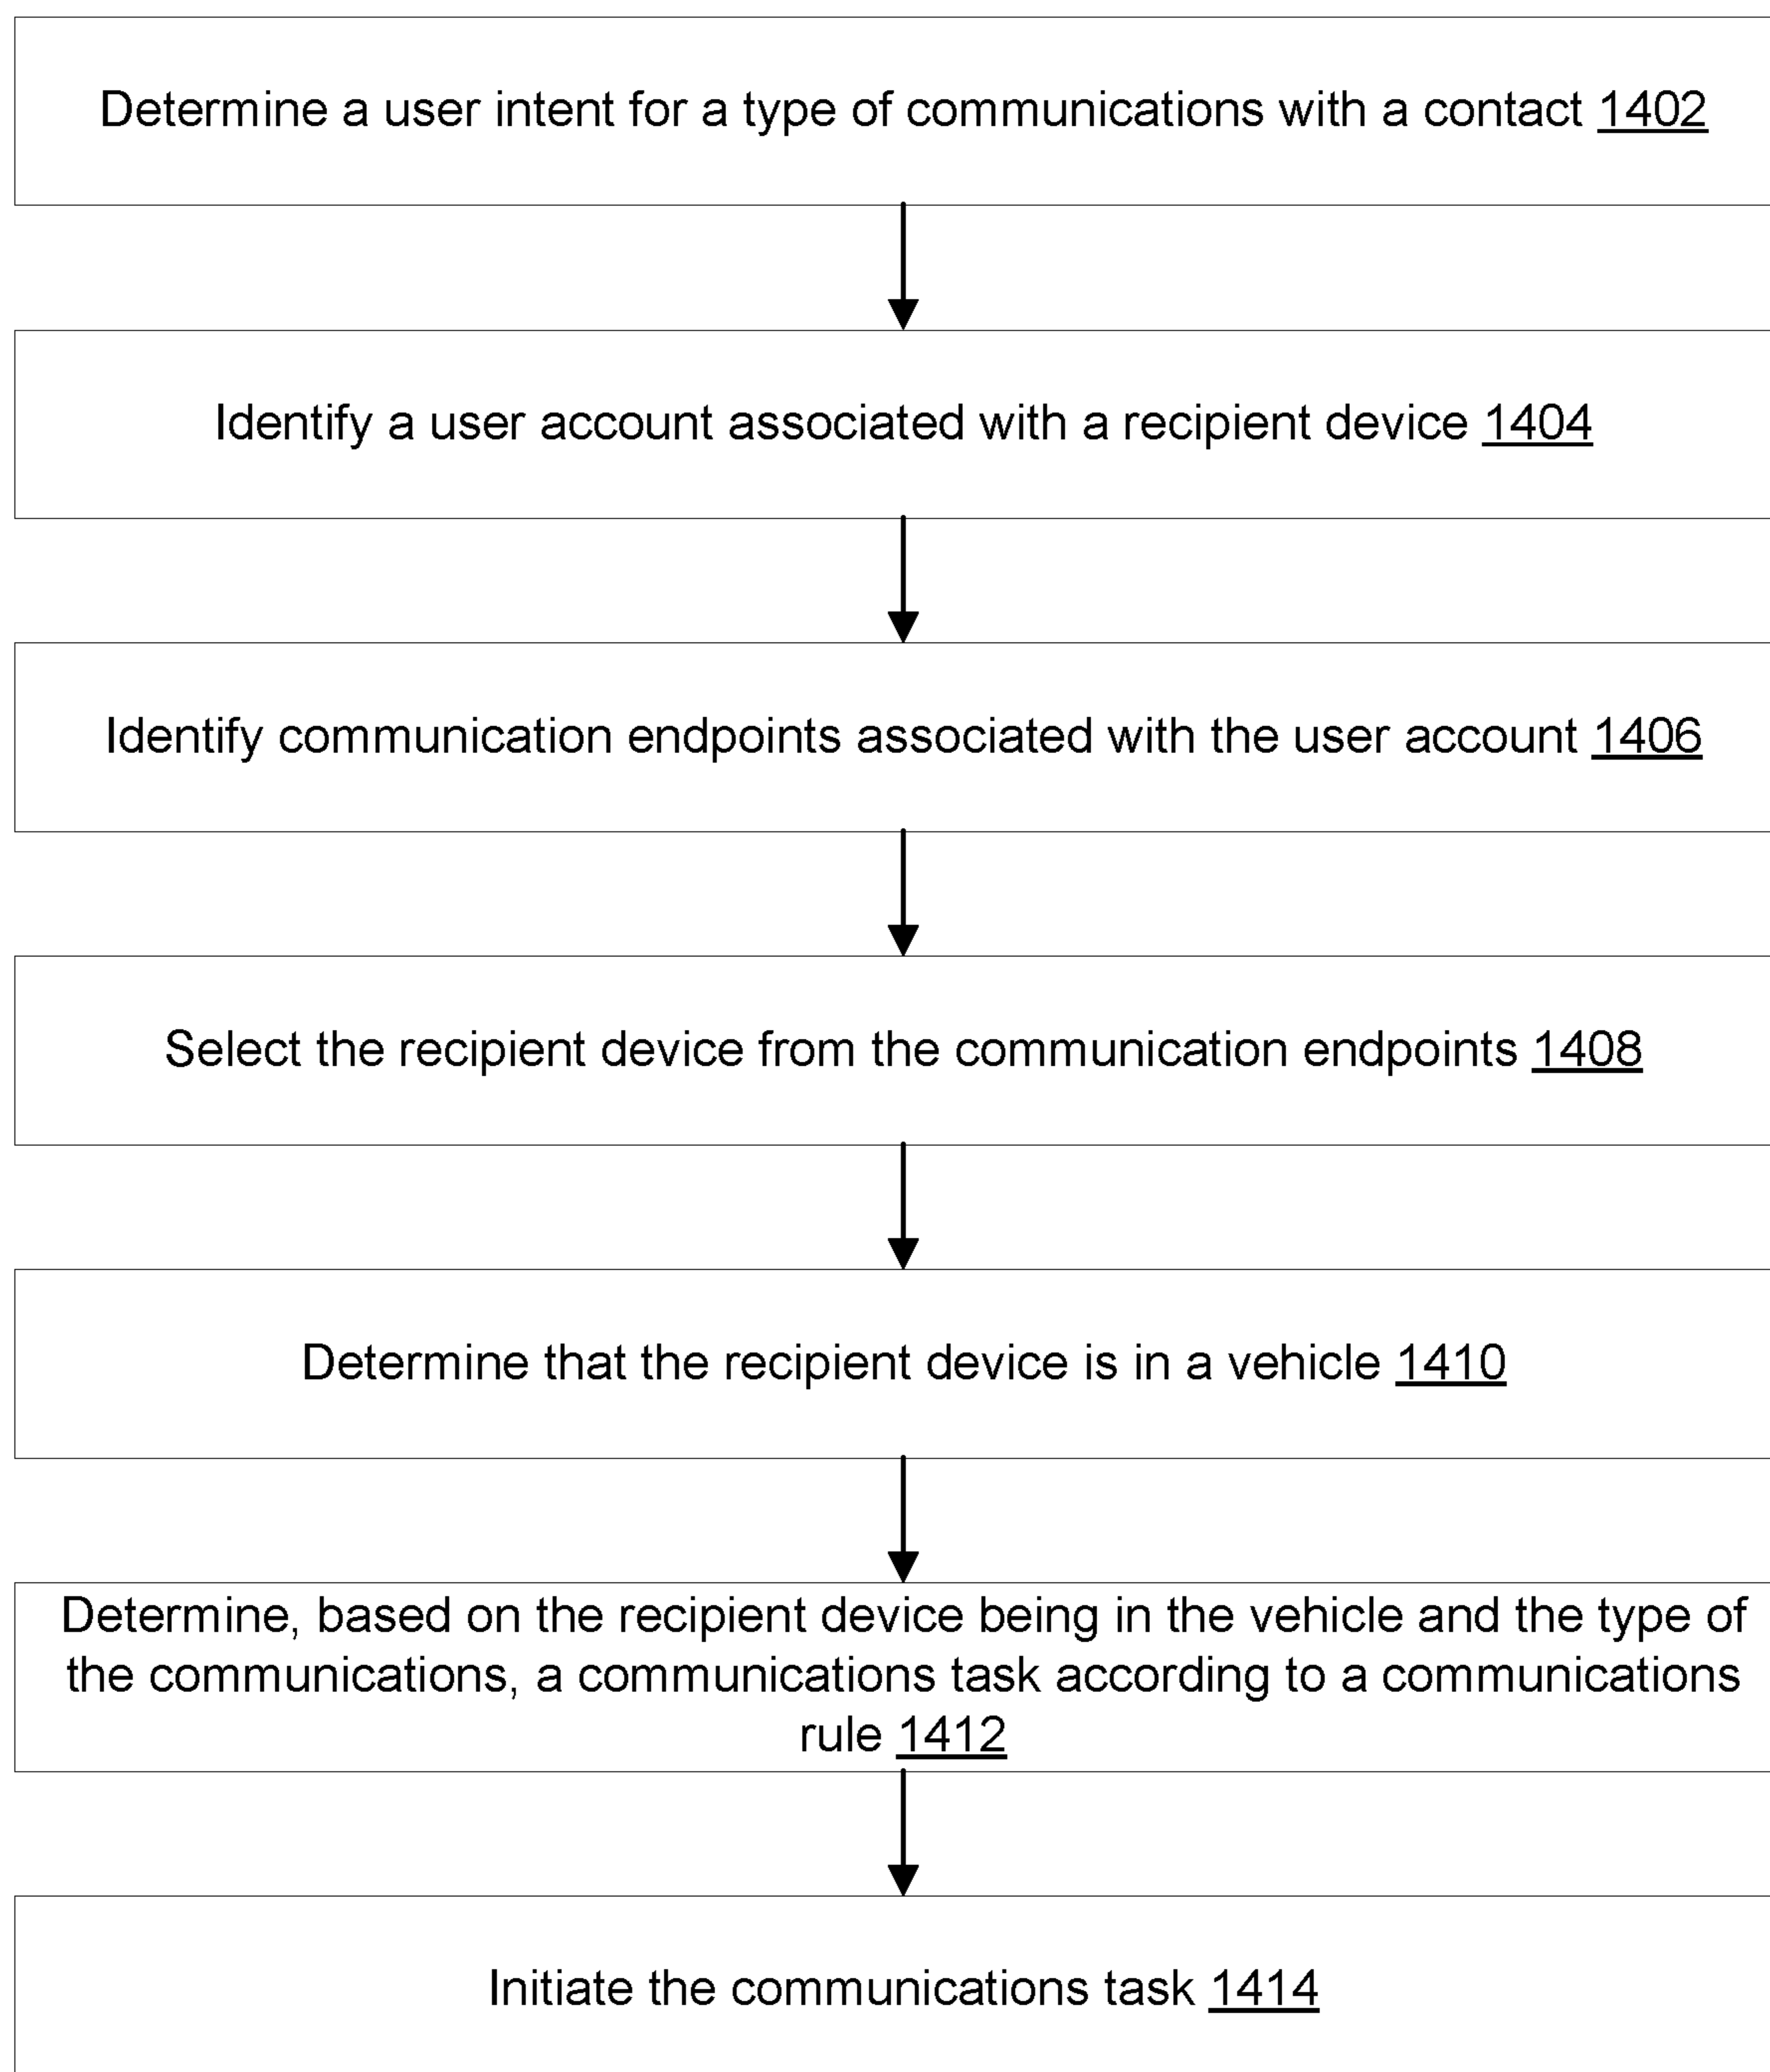 Determine a user intent for a type of communications with a contact 1402
Identify a user account associated with a recipient device 1404
Identify communication endpoints associated with the user account 1406
Select the recipient device from the communication endpoints 1408
Determine that the recipient device is in a vehicle 1410
Determine, based on the recipient device being in the vehicle and the type of
the communications, a communications task according to a communications
rule 1412
Initiate the communications task 1414